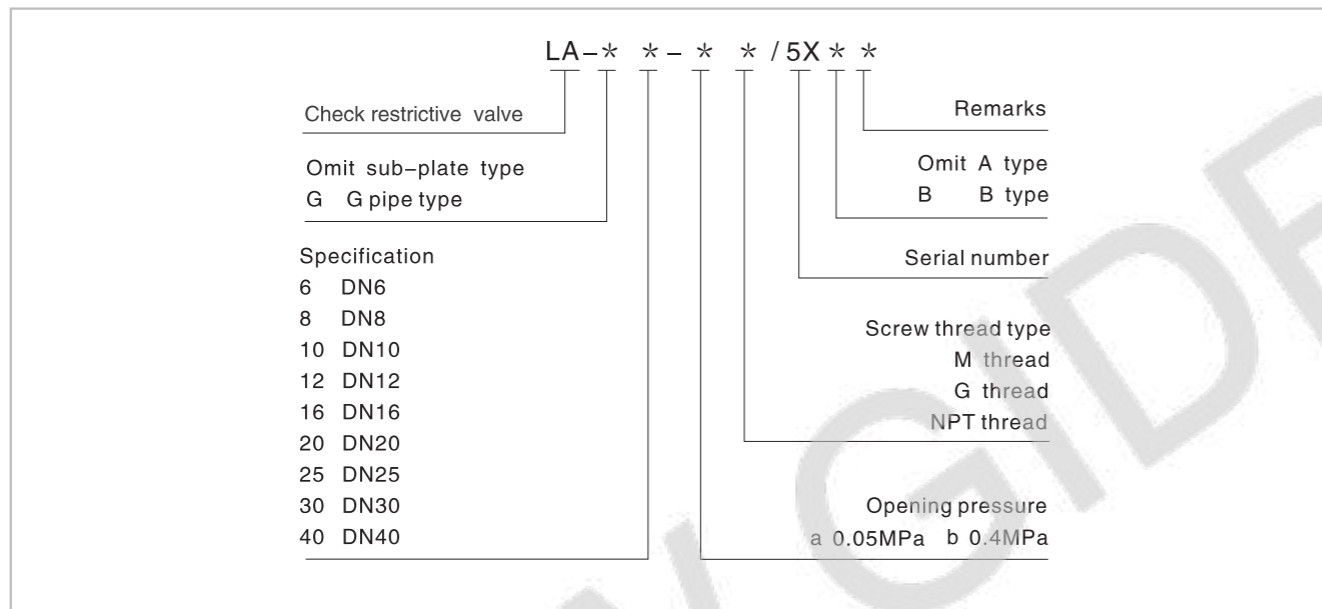 LA-* *- * * / 5X * *
Check restrictive valve
Omit sub-plate type
G G pipe type
Specification
6 DN6
8 DN8
10 DN10
12 DN12
16 DN16
20 DN20
25 DN25
30 DN30
40 DN40
Remarks
Omit A type
B B type
Serial number
Screw thread type
M thread
G thread
NPT thread
Opening pressure
a 0.05MPa b 0.4MPa